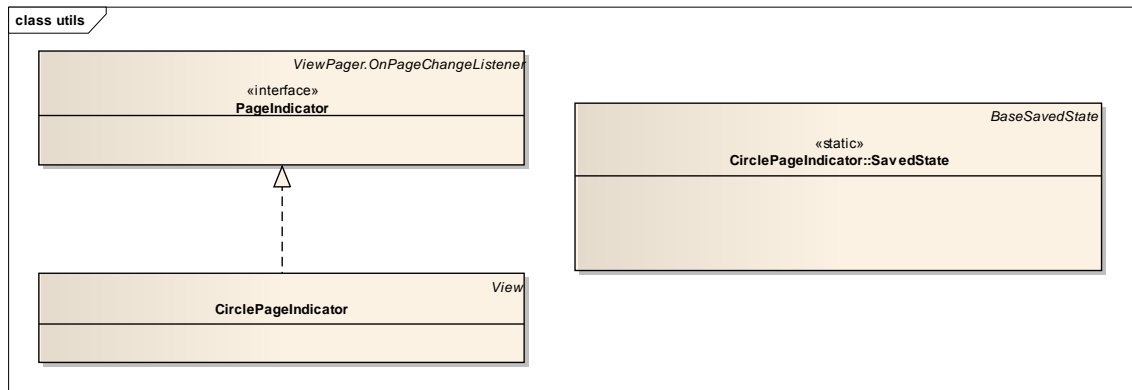 class utils
ViewPager.OnPageChangeListener
«interface»
PageIndicator
BaseSavedState
«static»
CirclePageIndicator::SavedState
View
CirclePageIndicator